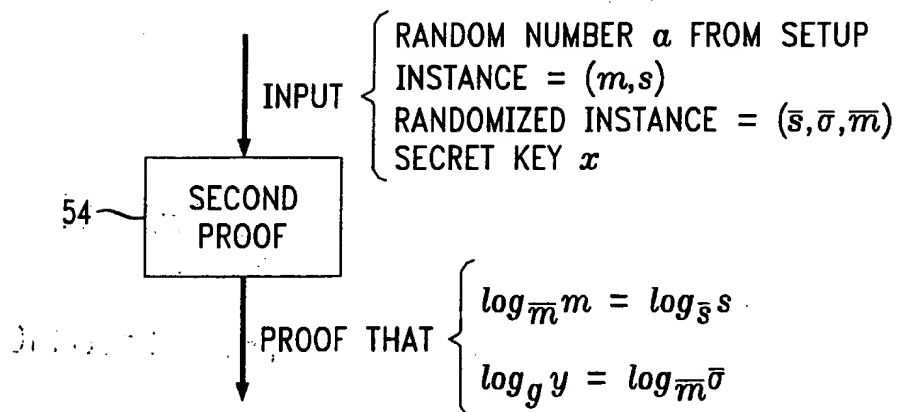 RANDOM NUMBER a FROM SETUP
INPUT
INSTANCE = (m,s)
RANDOMIZED INSTANCE = (s̅,σ̅,m̅)
SECRET KEY x
54
SECOND
PROOF
PROOF THAT
log_m̅ m = log_s̅ s
log_g y = log_m̅ σ̅